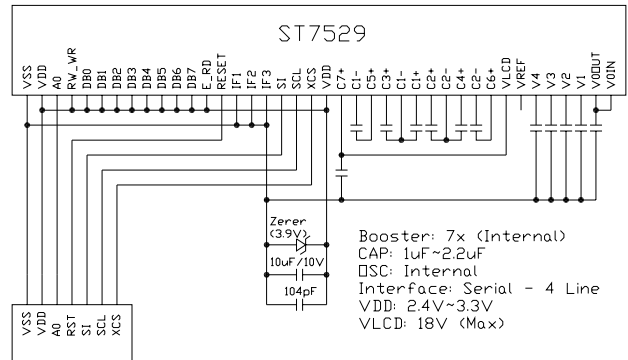 ST7529
VSS
VDD
A0
RW_WR
DB0
DB1
DB2
DB3
DB4
DB5
DB6
DB7
E_RD
RESET
IF1
IF2
IF3
SI
SCL
XCS
VDD
C7+
C1-
C5+
C3+
C1-
C1+
C2+
C2-
C4+
C2-
C6+
VLCD
VREF
V4
V3
V2
V1
VOOUT
VOIN
Zerer
(3.9V)
10uF/10V
104pF
Booster: 7x (Internal)
CAP: 1uF~2.2uF
OSC: Internal
Interface: Serial - 4 Line
VDD: 2.4V~3.3V
VLCD: 18V (Max)
VSS
VDD
A0
RST
SI
SCL
XCS